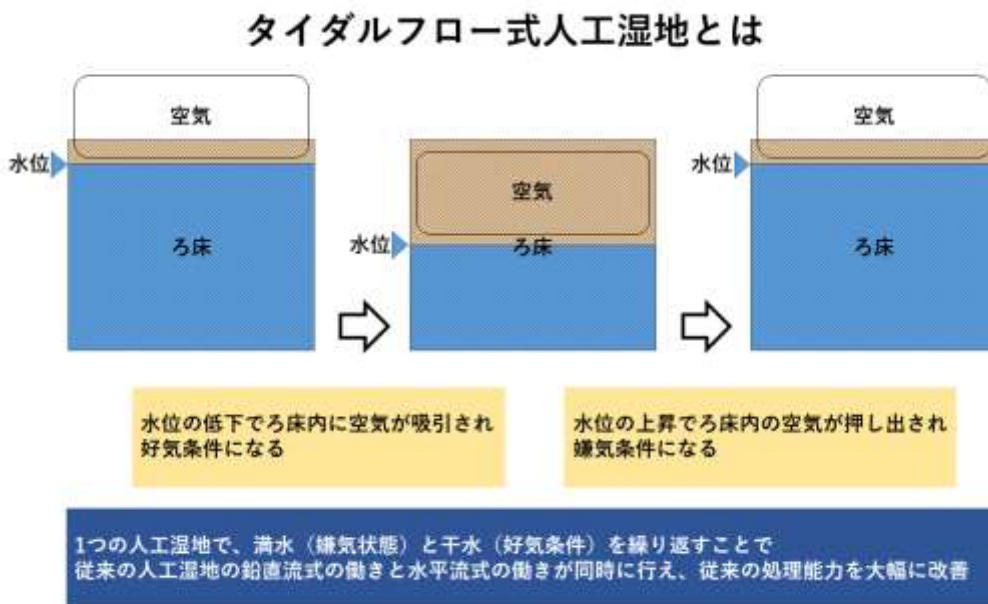 タイダルフロー式人工湿地とは
空気
水位
ろ床
空気
水位
ろ床
空気
水位
ろ床
水位の低下でろ床内に空気が吸引され
好気条件になる
水位の上昇でろ床内の空気が押し出され
嫌気条件になる
1つの人工湿地で、満水（嫌気状態）と干水（好気条件）を繰り返すことで
従来の人工湿地の鉛直流式の働きと水平流式の働きが同時に行え、従来の処理能力を大幅に改善